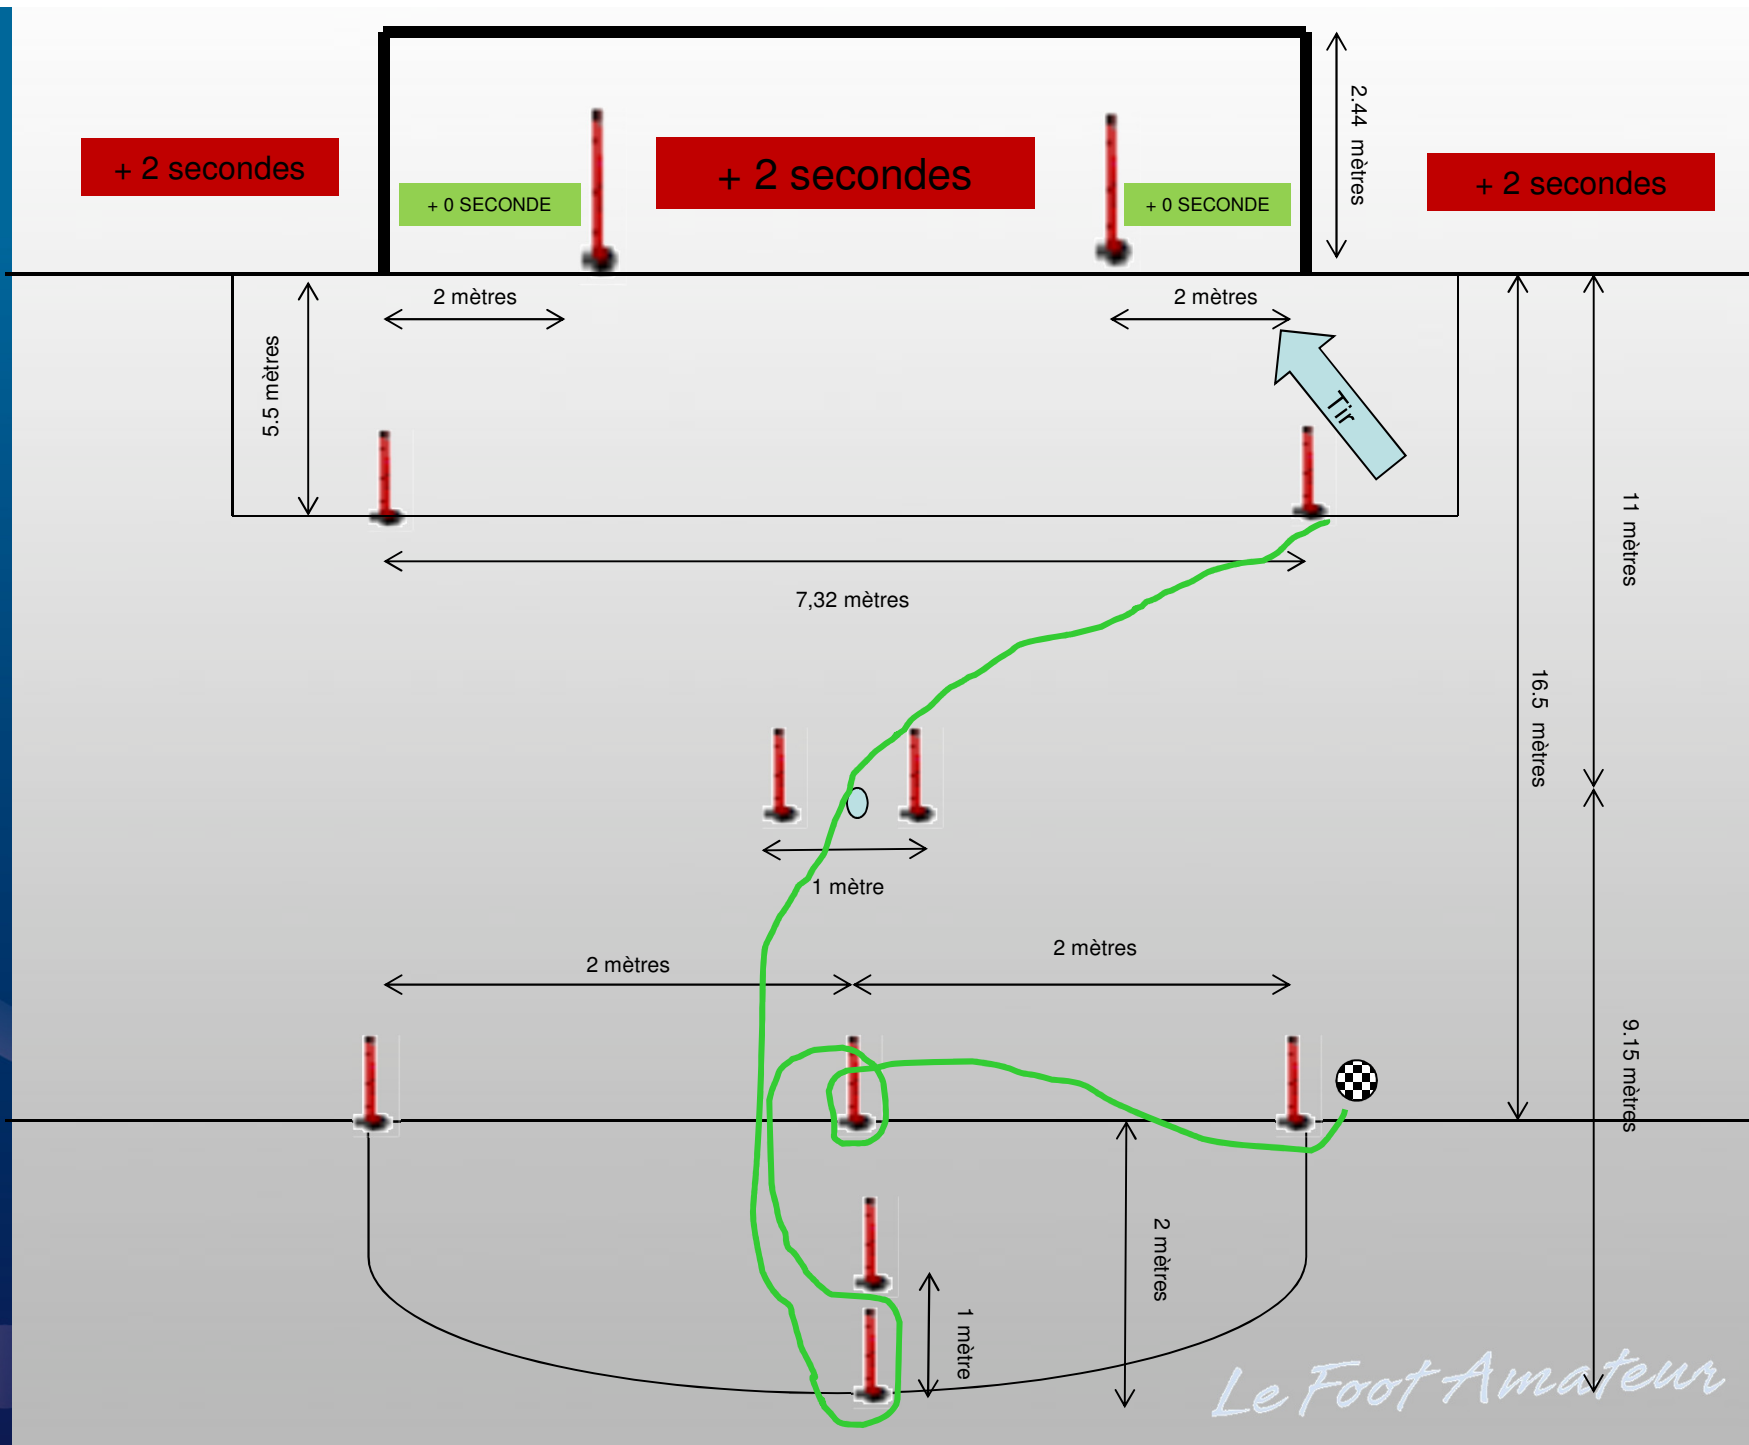 2.44 mètres
+ 2 secondes
+ 2 secondes
+ 2 secondes
+ 0 SECONDE
+ 0 SECONDE
2 mètres
2 mètres
5.5 mètres
Tir
11 mètres
7,32 mètres
16.5 mètres
1 mètre
2 mètres
2 mètres
9.15 mètres
2 mètres
1 mètre
Le Foot Amateur